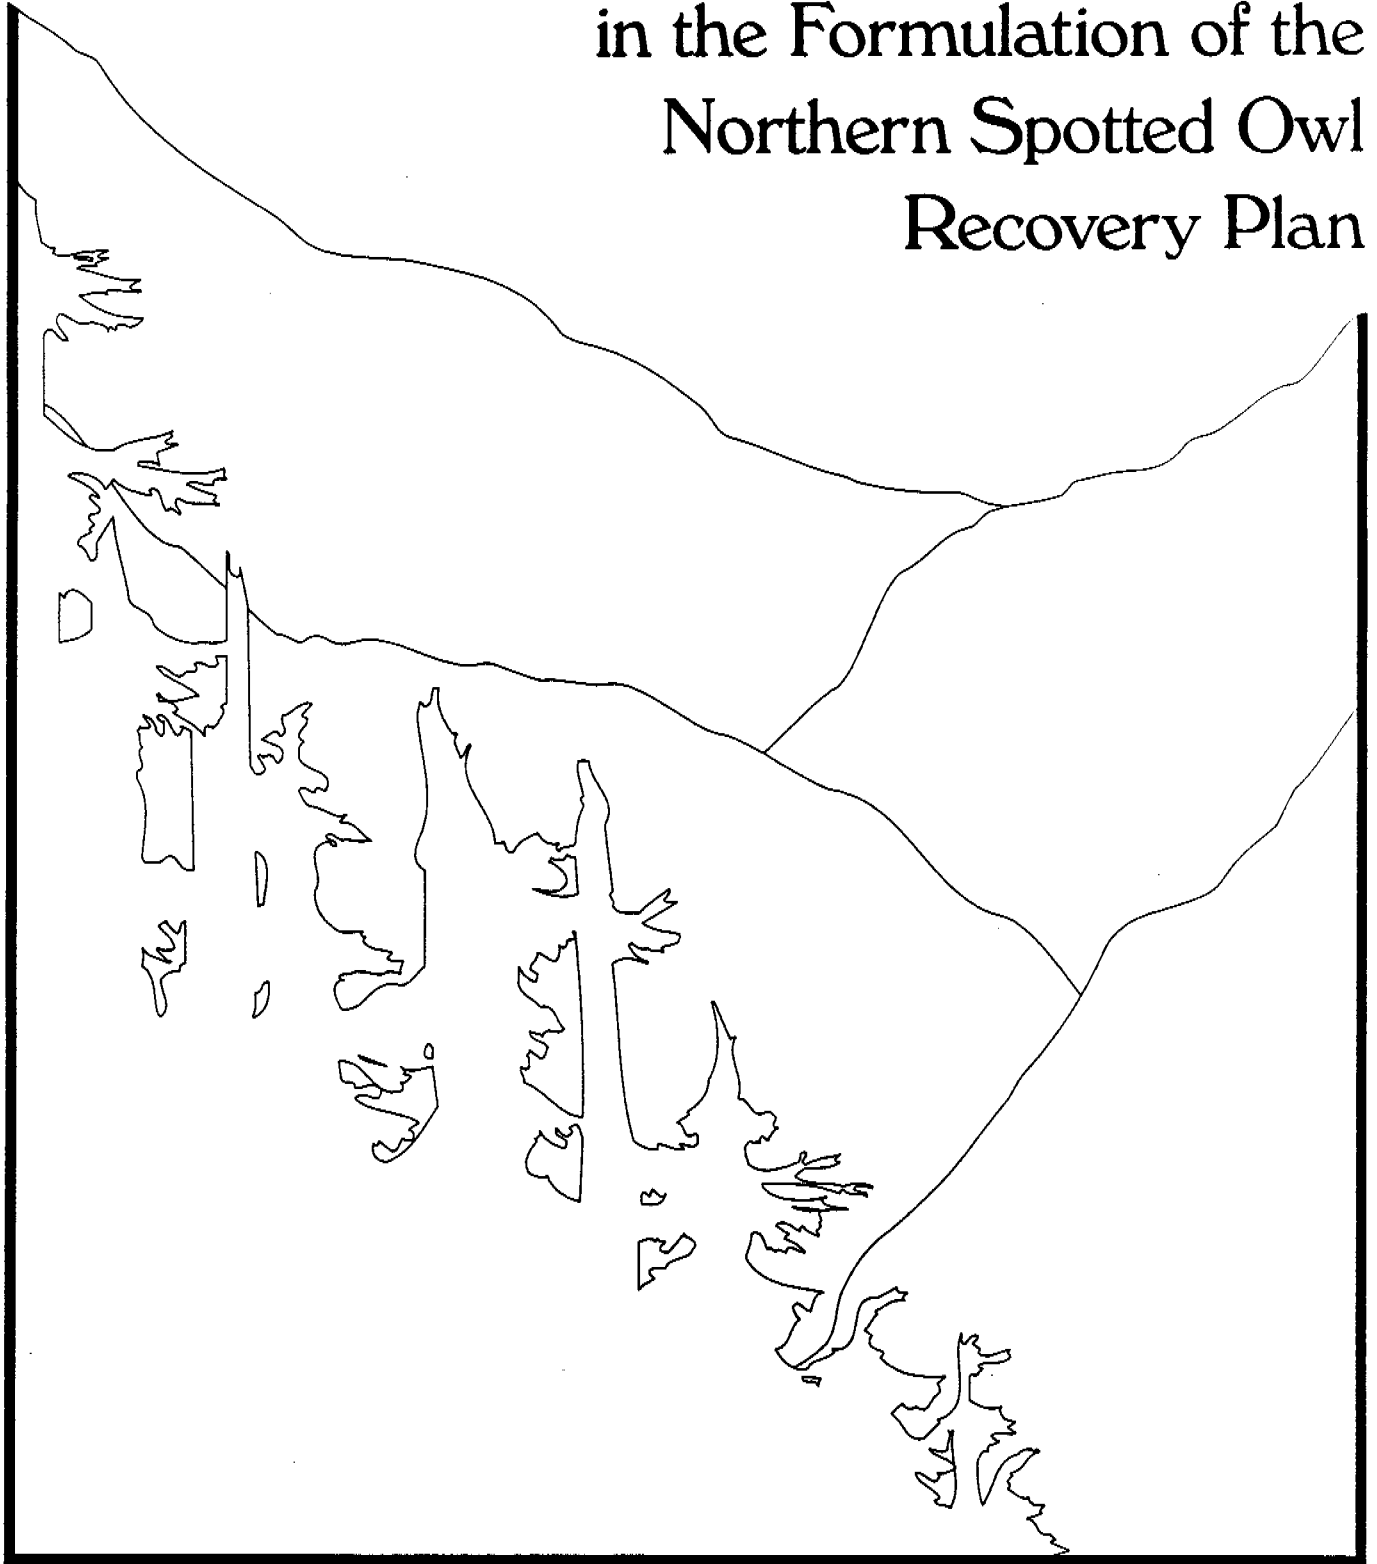 in the Formulation of the
Northern Spotted Owl
Recovery Plan